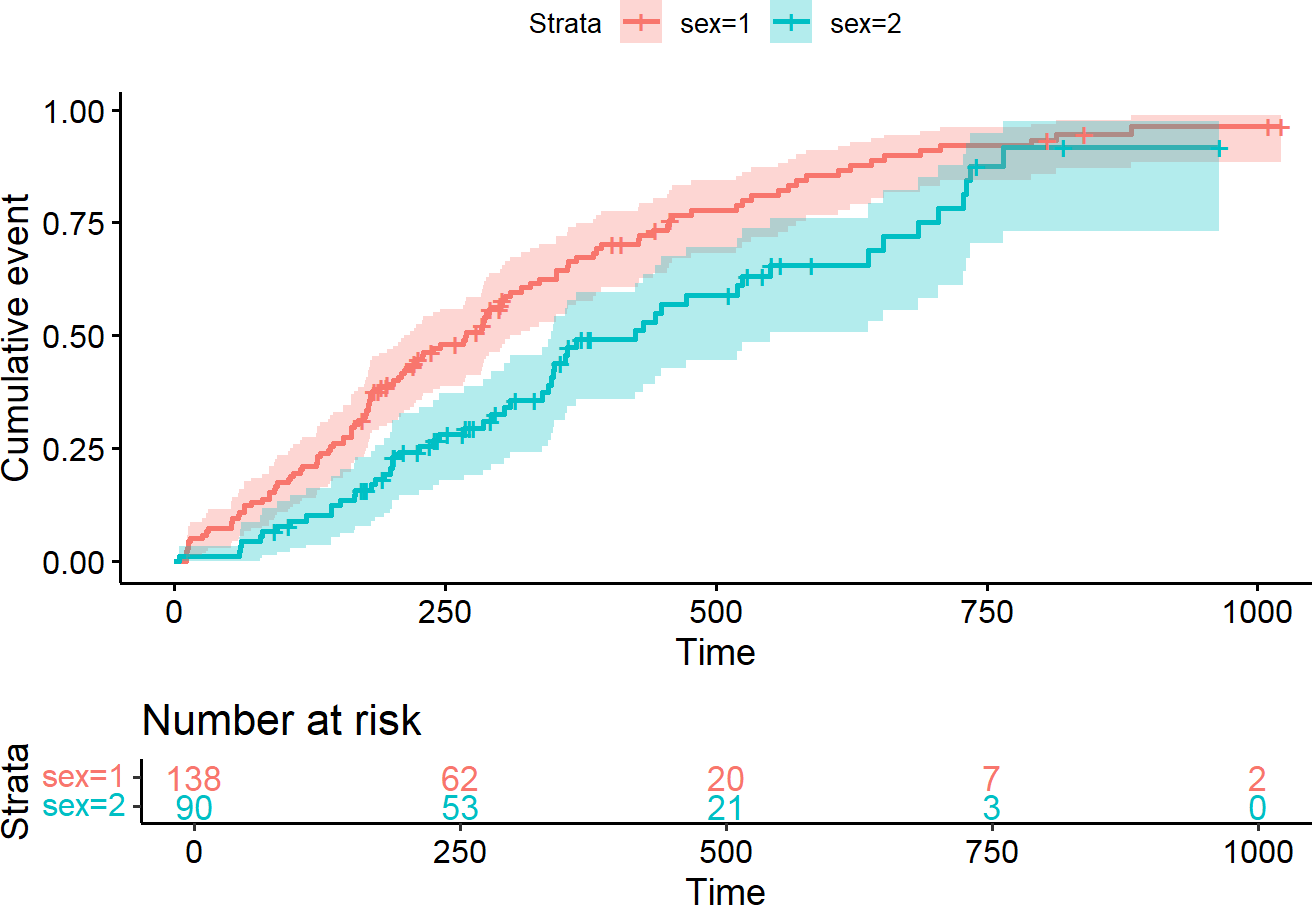 Strata sex=1 sex=2
Cumulative event
1.00
0.75
0.50
0.25
0.00
0 250 500 750 1000
Time
Number at risk
Strata
sex=1 138 62 20 7 2
sex=2 90 53 21 3 0
0 250 500 750 1000
Time